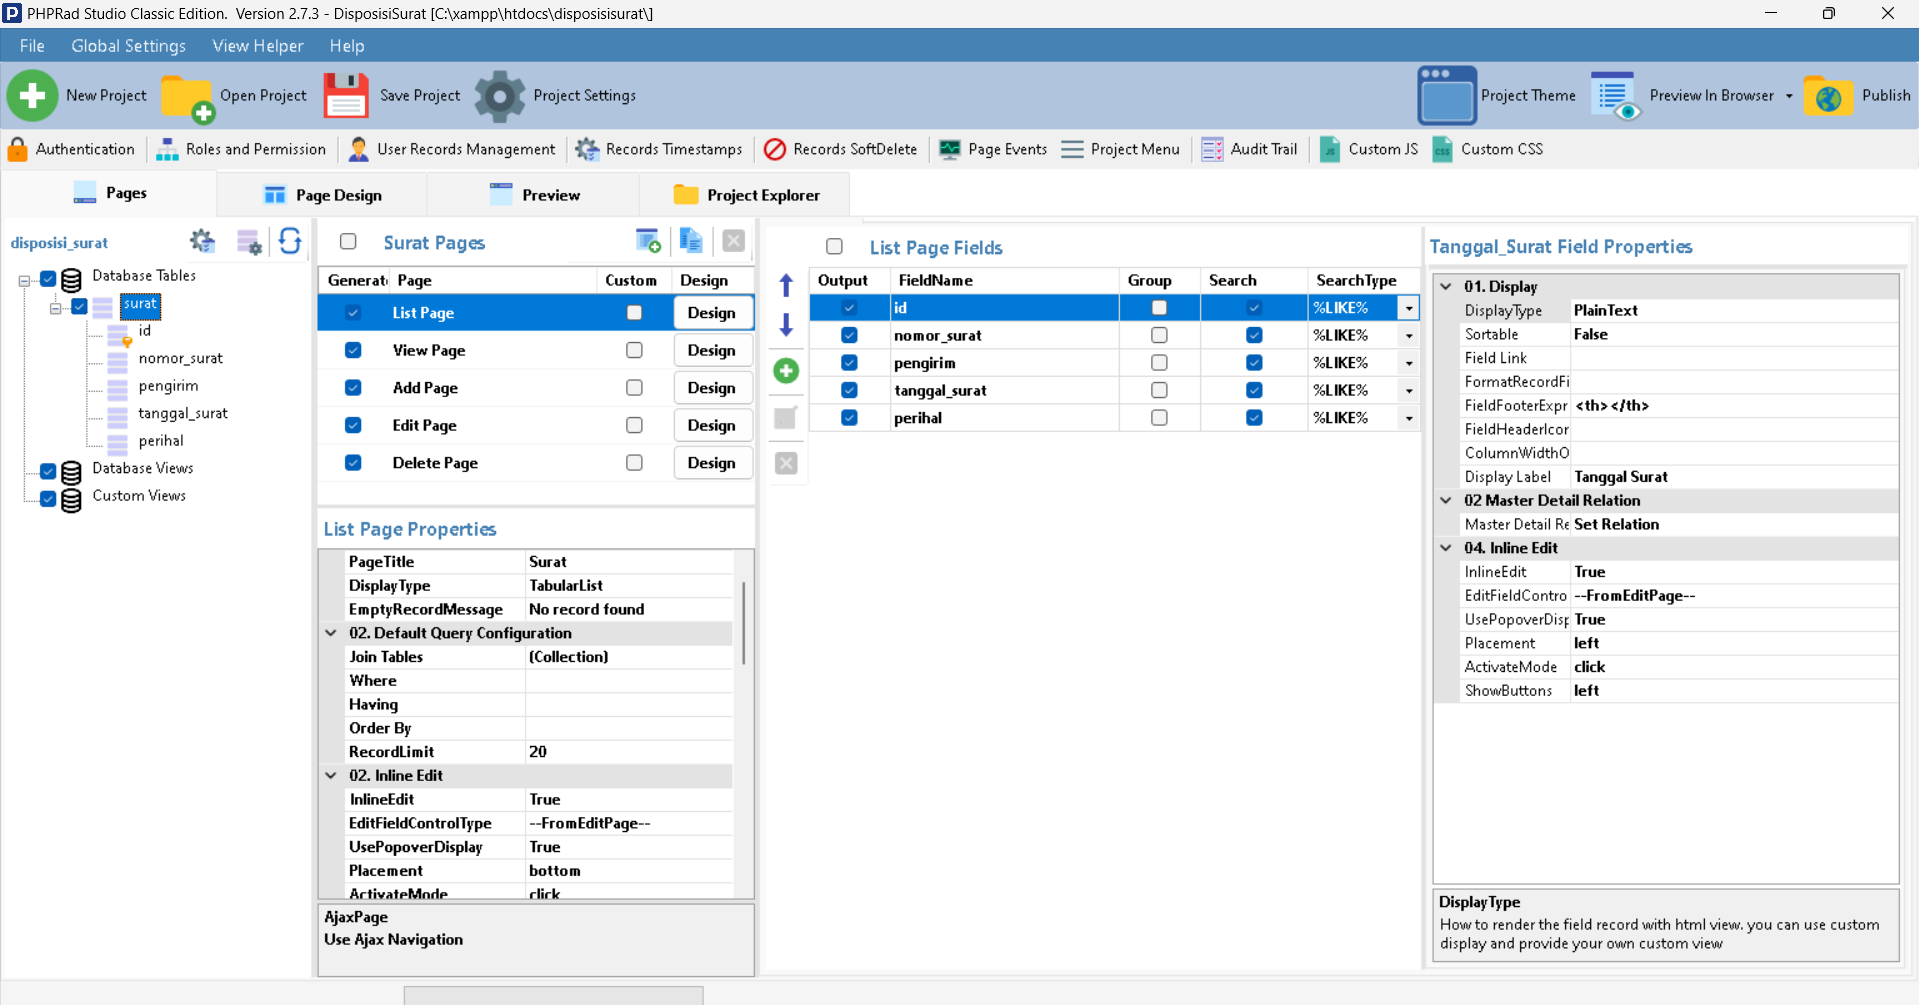 PHPRad Studio Classic Edition.  Version 2.7.3 - DisposisiSurat [C:\xampp\htdocs\disposisisurat\]
File Global Settings View Helper Help
New Project Open Project Save Project Project Settings Project Theme Preview In Browser Publish
Authentication Roles and Permission User Records Management Records Timestamps Records SoftDelete Page Events Project Menu Audit Trail JS Custom JS CSS Custom CSS
Pages Page Design Preview Project Explorer
disposisi_surat
Database Tables
surat
id
nomor_surat
pengirim
tanggal_surat
perihal
Database Views
Custom Views
Surat Pages
Generat Page Custom Design
List Page Design
View Page Design
Add Page Design
Edit Page Design
Delete Page Design
List Page Properties
PageTitle Surat
DisplayType TabularList
EmptyRecordMessage No record found
02. Default Query Configuration
Join Tables (Collection)
Where
Having
Order By
RecordLimit 20
02. Inline Edit
InlineEdit True
EditFieldControlType --FromEditPage--
UsePopoverDisplay True
Placement bottom
ActivateMode click
AjaxPage
Use Ajax Navigation
List Page Fields
Output FieldName Group Search SearchType
id %LIKE%
nomor_surat %LIKE%
pengirim %LIKE%
tanggal_surat %LIKE%
perihal %LIKE%
Tanggal_Surat Field Properties
01. Display
DisplayType PlainText
Sortable False
Field Link
FormatRecordFi
FieldFooterExpr <th></th>
FieldHeaderIcor
ColumnWidthO
Display Label Tanggal Surat
02 Master Detail Relation
Master Detail Re Set Relation
04. Inline Edit
InlineEdit True
EditFieldContro --FromEditPage--
UsePopoverDisp True
Placement left
ActivateMode click
ShowButtons left
DisplayType
How to render the field record with html view. you can use custom
display and provide your own custom view